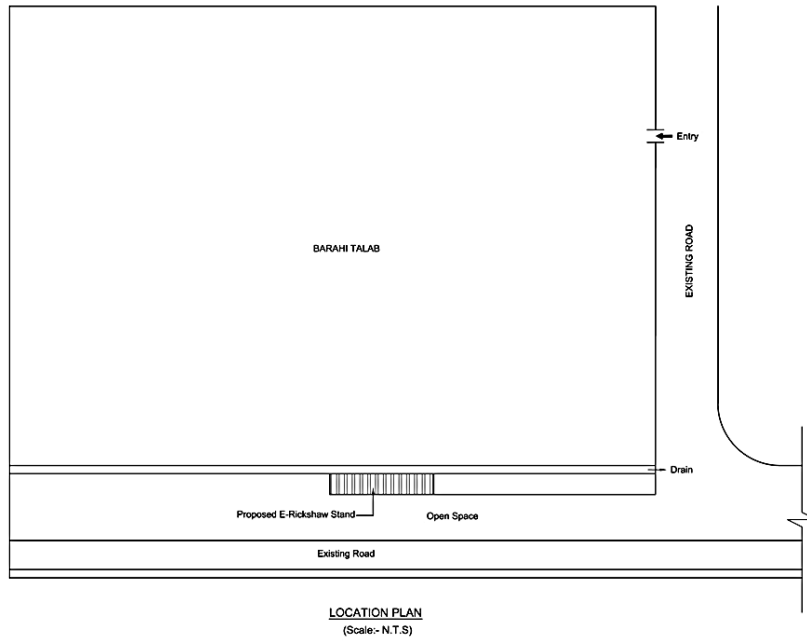 Entry
BARAHI TALAB
EXISTING ROAD
Drain
Proposed E-Rickshaw Stand
Open Space
Existing Road
LOCATION PLAN
(Scale:- N.T.S)